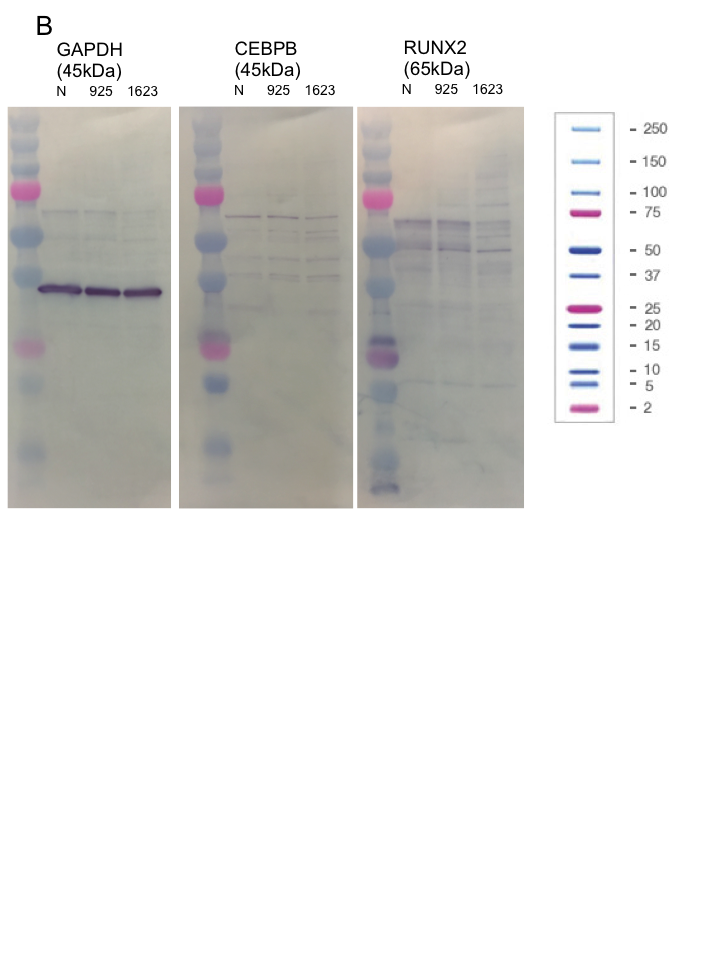 B
GAPDH
(45kDa)
N 925 1623
CEBPB
(45kDa)
N 925 1623
RUNX2
(65kDa)
N 925 1623
- 250
- 150
- 100
- 75
- 50
- 37
- 25
- 20
- 15
- 10
- 5
- 2